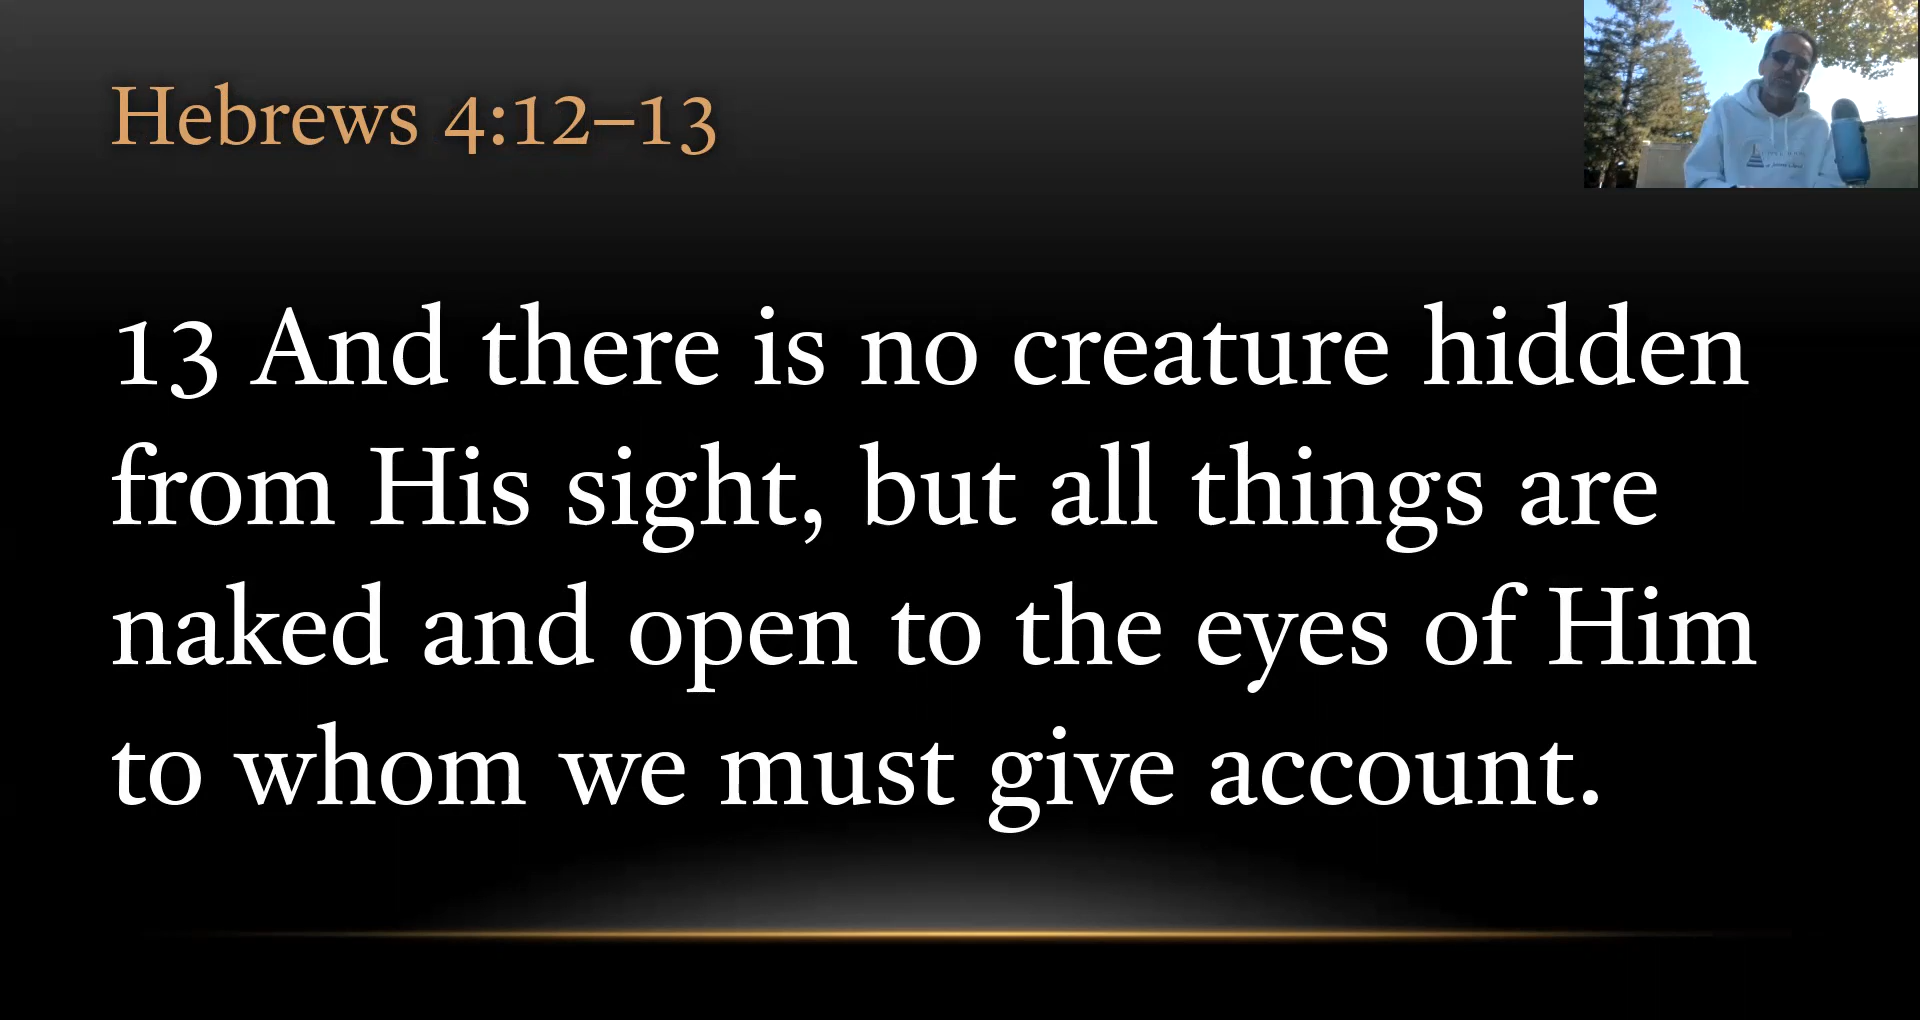 Hebrews 4:12–13
13 And there is no creature hidden
from His sight, but all things are
naked and open to the eyes of Him
to whom we must give account.